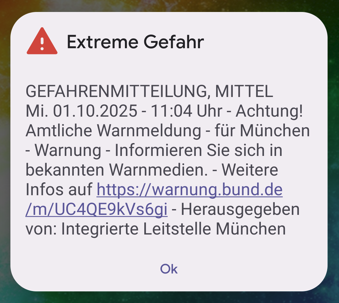 Extreme Gefahr
GEFAHRENMITTEILUNG, MITTEL
Mi. 01.10.2025 - 11:04 Uhr - Achtung!
Amtliche Warnmeldung - für München
- Warnung - Informieren Sie sich in
bekannten Warnmedien. - Weitere
Infos auf https://warnung.bund.de
/m/UC4QE9kVs6gi - Herausgegeben
von: Integrierte Leitstelle München
Ok